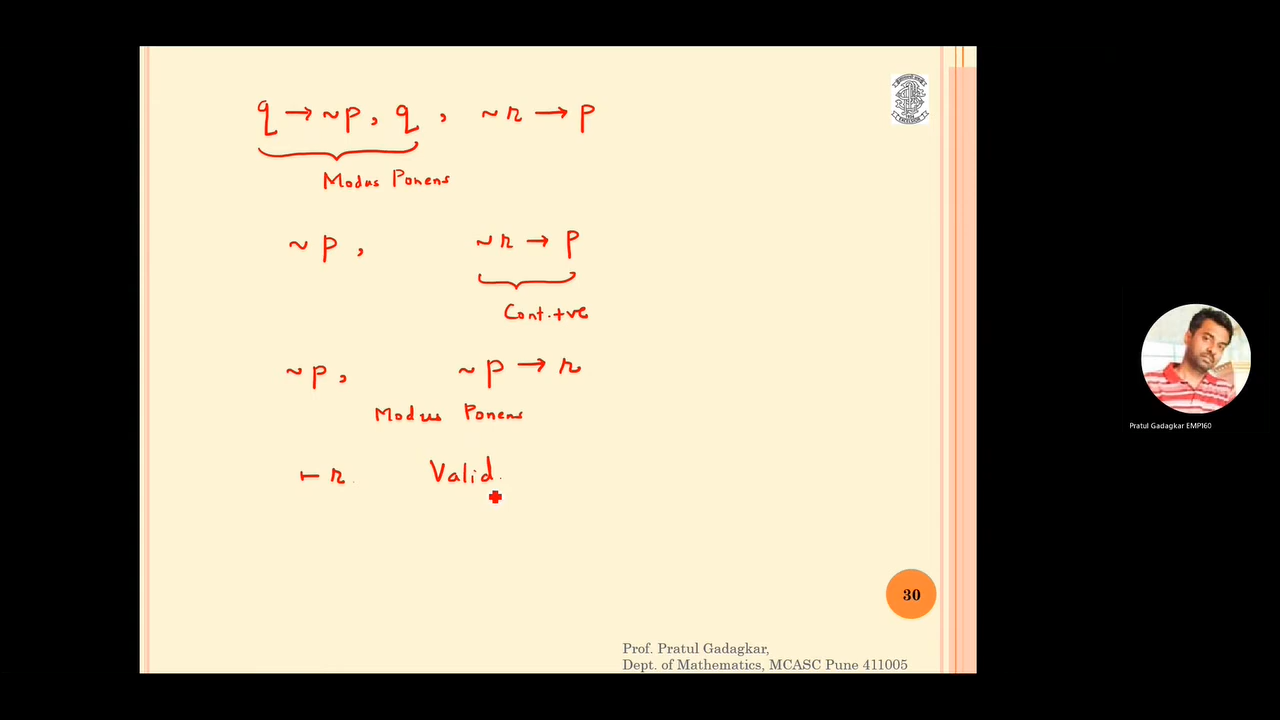 q → ~p, q, ~r → p
Modus Ponens
~p, ~r → p
Cont.+ve
~p, ~p → r
Modus Ponens
⊢ r. Valid.
30
Prof. Pratul Gadagkar,
Dept. of Mathematics, MCASC Pune 411005
Pratul Gadagkar EMP160